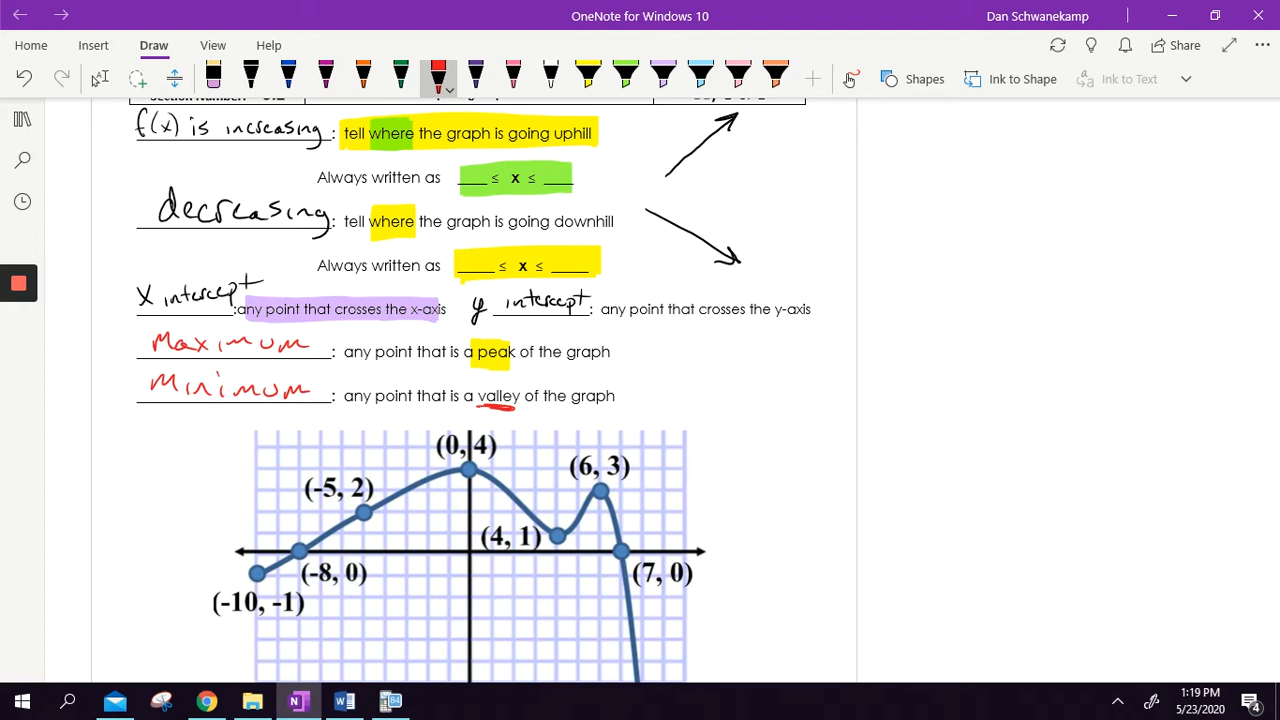 OneNote for Windows 10
Dan Schwanekamp
Home
Insert
Draw
View
Help
Share
Shapes
Ink to Shape
Ink to Text
f(x) is increasing : tell where the graph is going uphill
Always written as ____ ≤ x ≤ ____
decreasing : tell where the graph is going downhill
Always written as ____ ≤ x ≤ ____
x intercept :any point that crosses the x-axis y intercept : any point that crosses the y-axis
Maximum : any point that is a peak of the graph
Minimum : any point that is a valley of the graph
(0, 4)
(6, 3)
(-5, 2)
(4, 1)
(-8, 0)
(7, 0)
(-10, -1)
1:19 PM
5/23/2020
4